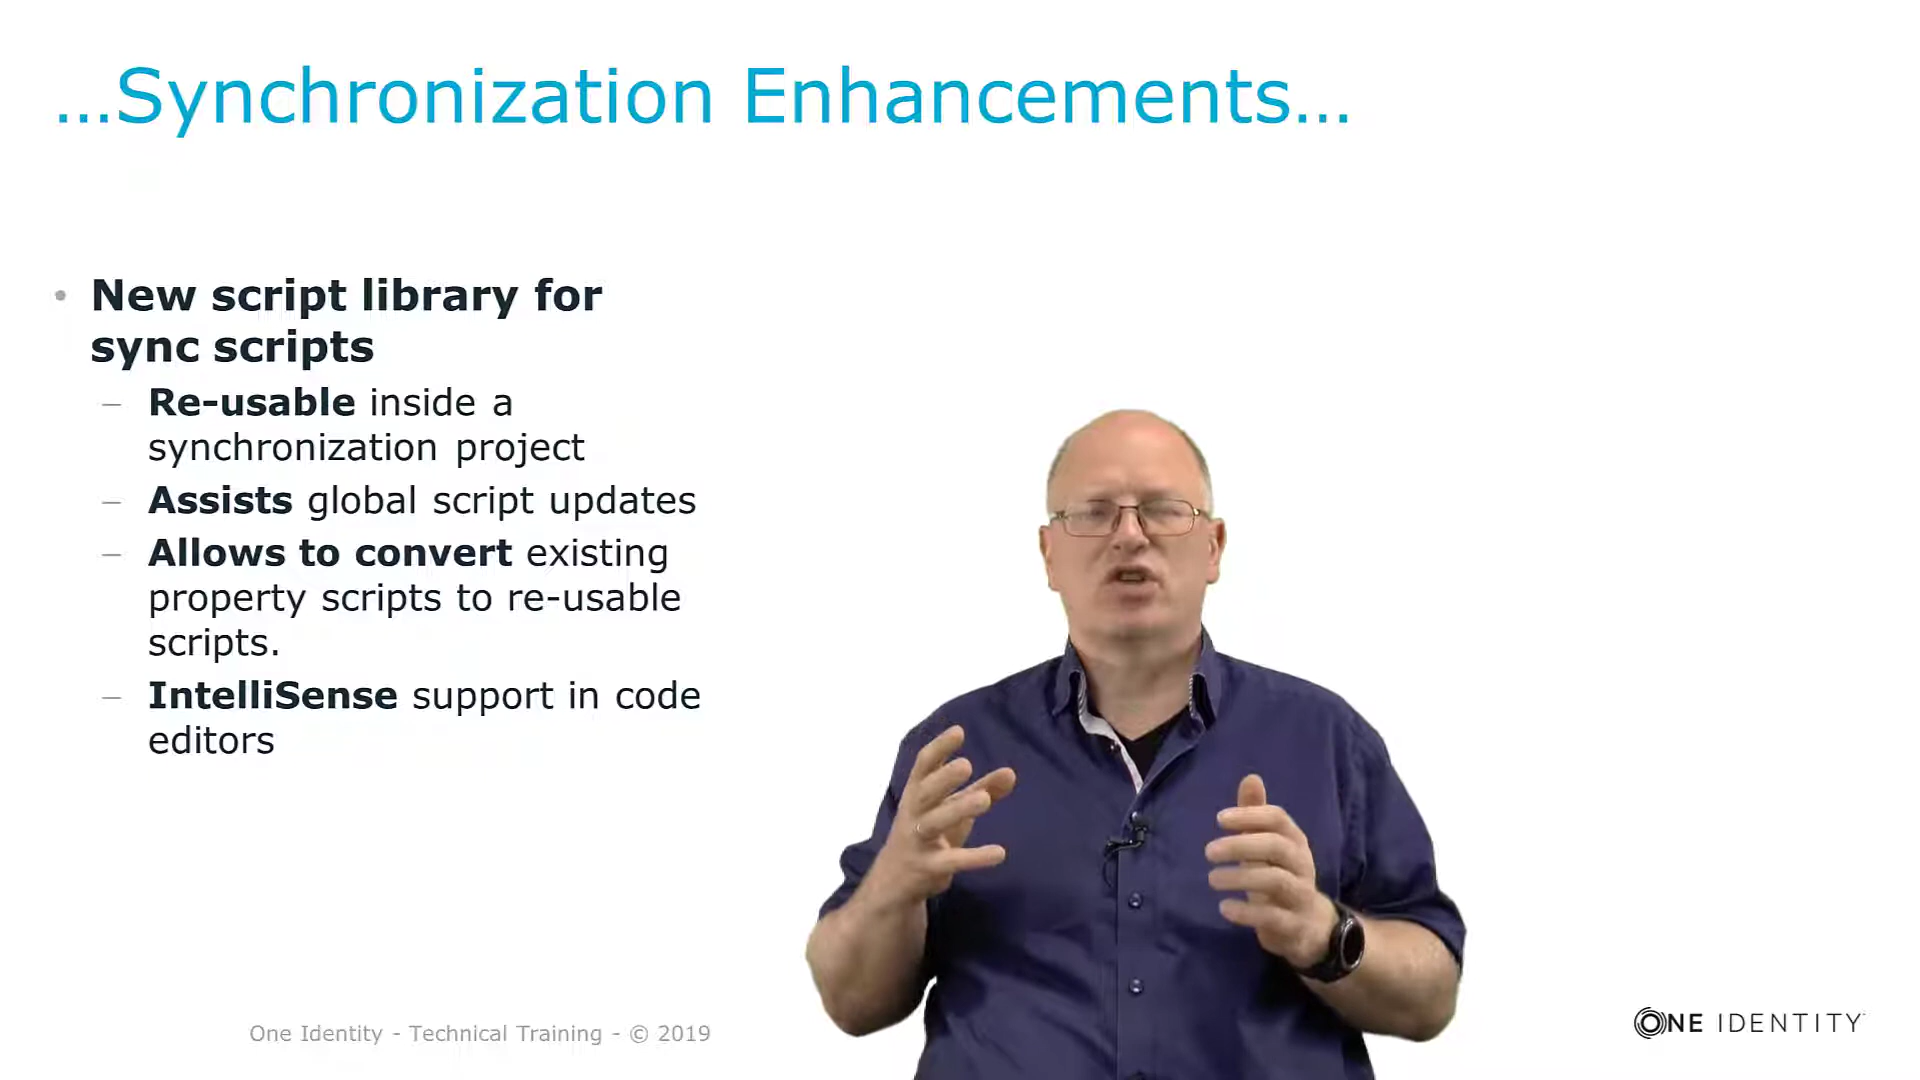 …Synchronization Enhancements…
• New script library for
sync scripts
– Re-usable inside a
synchronization project
– Assists global script updates
– Allows to convert existing
property scripts to re-usable
scripts.
– IntelliSense support in code
editors
One Identity - Technical Training - © 2019
ONE IDENTITY